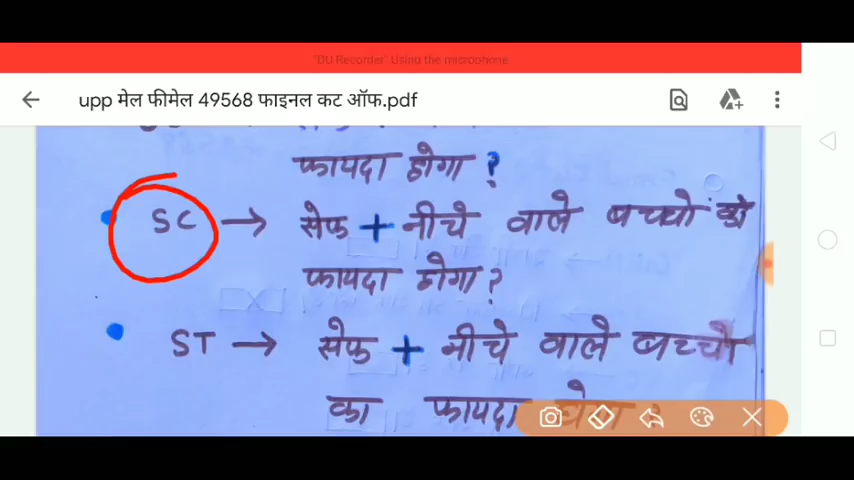 "DU Recorder" Using the microphone
upp मेल फीमेल 49568 फाइनल कट ऑफ.pdf
फायदा होगा ?
SC → सेफ + नीचे वाले बच्चो को
फायदा होगा ?
ST → सेफ + नीचे वाले बच्चो
का फायदा